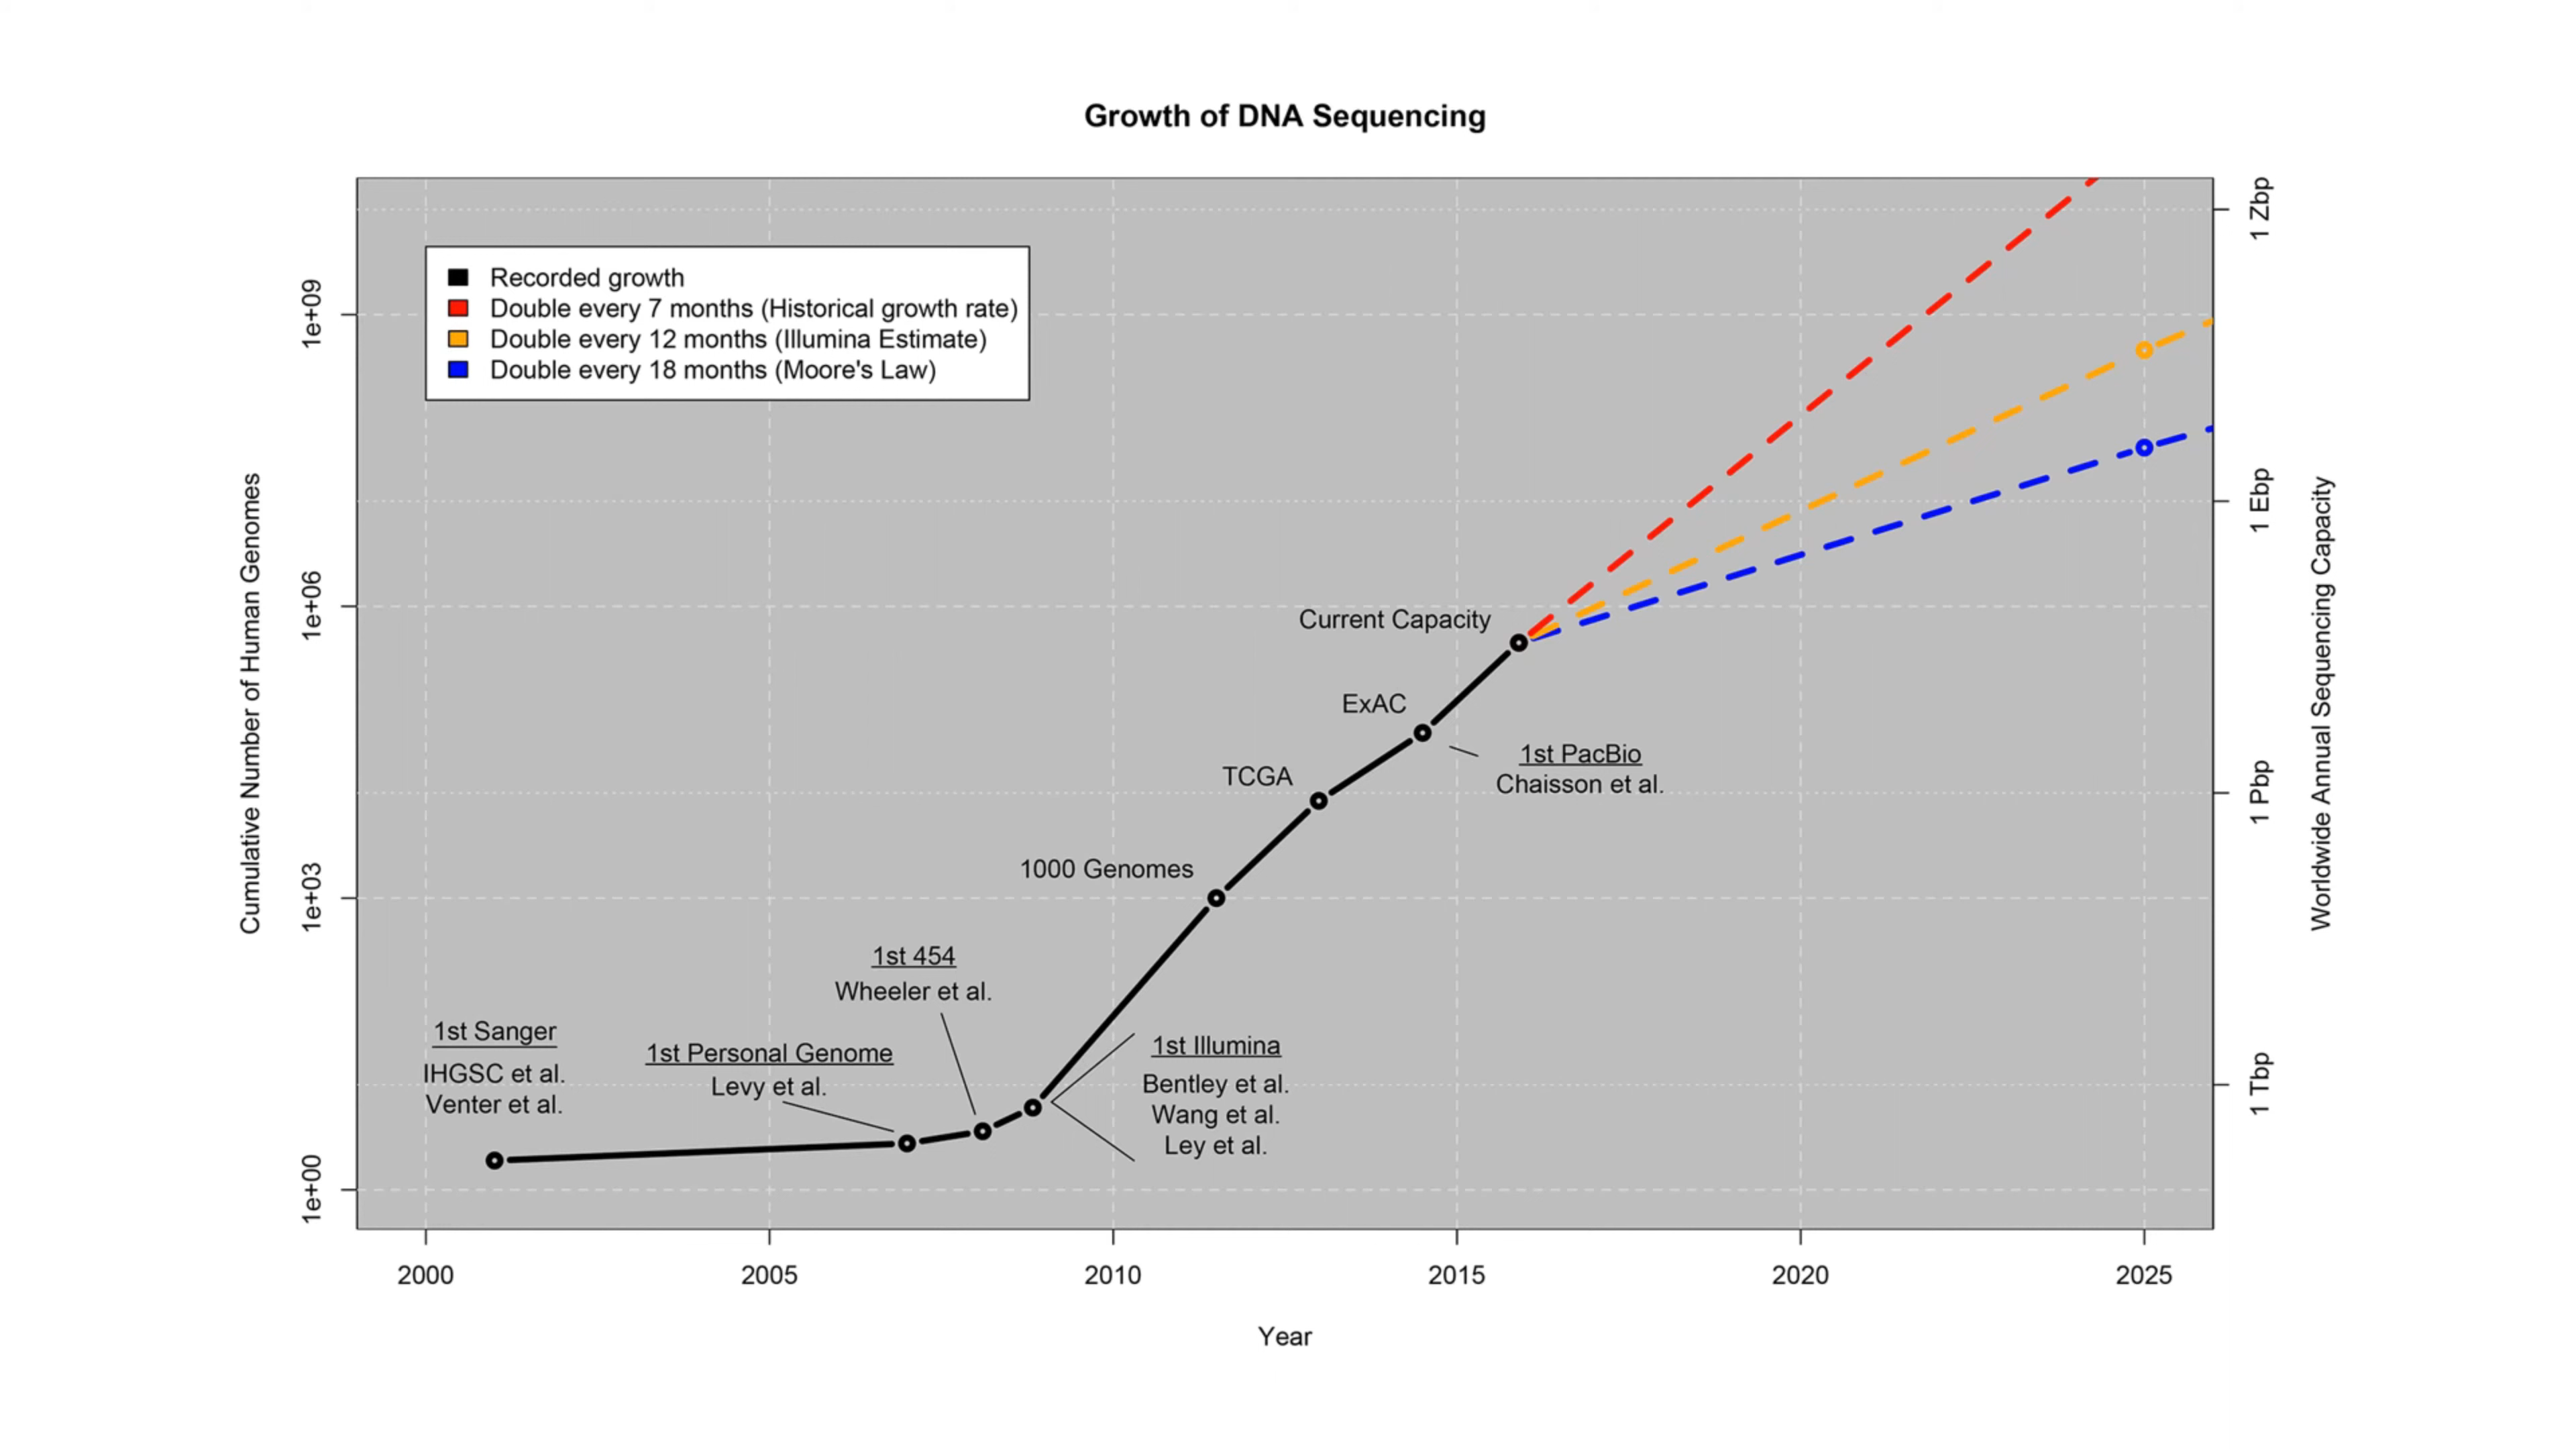 Growth of DNA Sequencing
Recorded growth
Double every 7 months (Historical growth rate)
Double every 12 months (Illumina Estimate)
Double every 18 months (Moore's Law)
Cumulative Number of Human Genomes
1e+09
1e+06
1e+03
1e+00
1 Zbp
1 Ebp
1 Pbp
1 Tbp
Worldwide Annual Sequencing Capacity
Current Capacity
ExAC
1st PacBio
Chaisson et al.
TCGA
1000 Genomes
1st 454
Wheeler et al.
1st Sanger
IHGSC et al.
Venter et al.
1st Personal Genome
Levy et al.
1st Illumina
Bentley et al.
Wang et al.
Ley et al.
2000 2005 2010 2015 2020 2025
Year